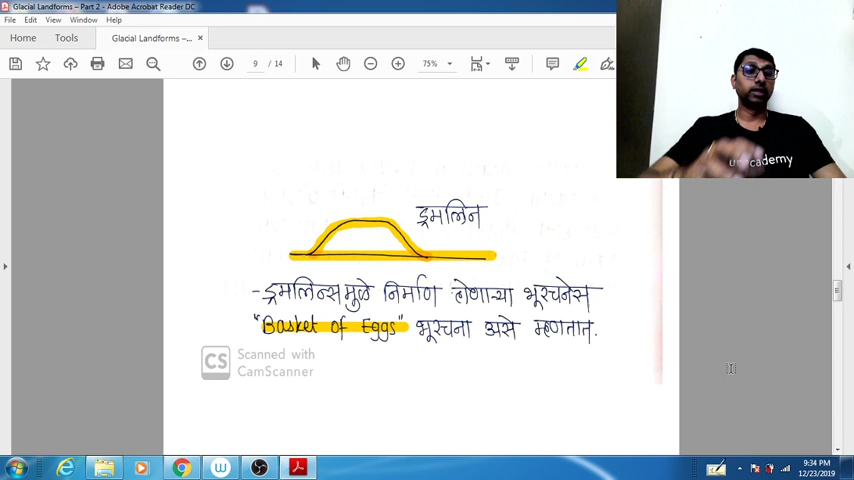 Glacial Landforms – Part 2 - Adobe Acrobat Reader DC
File Edit View Window Help
Home Tools Glacial Landforms –... ×
9 / 14 75%
unacademy
ड्रमलिन
- ड्रमलिन्समुळे निर्माण होणाऱ्या भूरचनेस
"Basket of Eggs" भूरचना असे म्हणतात.
CS Scanned with
CamScanner
9:34 PM
12/23/2019